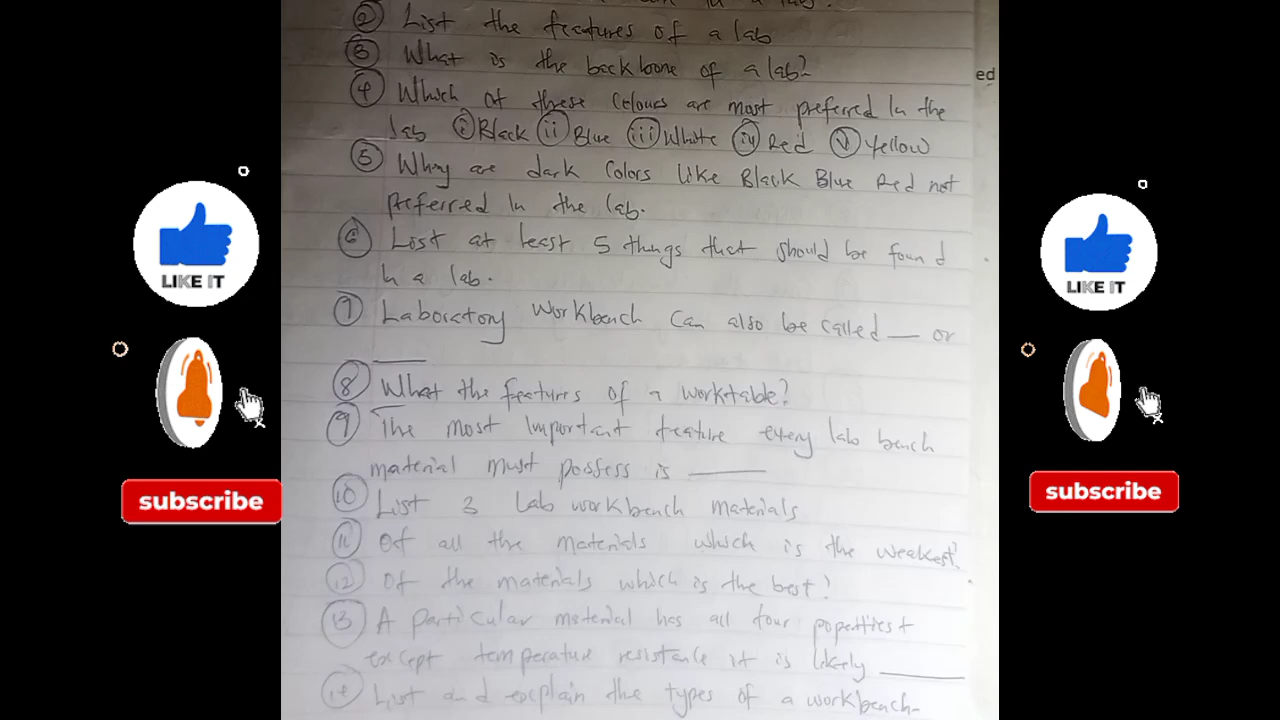 ② List the features of a lab
③ What is the backbone of a lab?
④ Which of these Colours are most preferred In the
lab ⓘ Black ⓘⓘ Blue ⓘⓘⓘ White ⓘⓥ Red ⓥ Yellow
⑤ Why are dark Colors like Black Blue Red not
preferred In the lab.
⑥ List at least 5 things that should be found
In a lab.
⑦ Laboratory Workbench Can also be called __ or
__
⑧ What the features of a worktable?
⑨ The most Important feature every lab bench
material must possess is ____
⑩ List 3 Lab workbench materials
⑪ Of all the materials which is the weakest?
⑫ Of the materials which is the best?
⑬ A particular material has all four
except temperature resistance it is likely ____
⑭ List and explain the types of a workbench-
ed
LIKE IT
subscribe
LIKE IT
subscribe